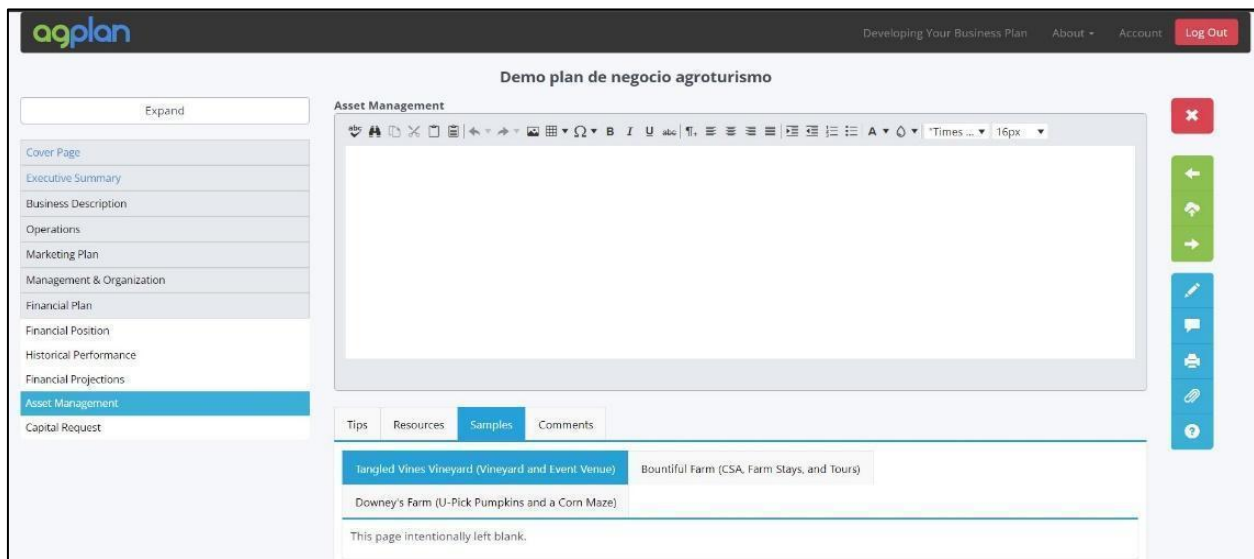 agplan
Developing Your Business Plan About Account Log Out
Demo plan de negocio agroturismo
Expand
Cover Page
Executive Summary
Business Description
Operations
Marketing Plan
Management & Organization
Financial Plan
Financial Position
Historical Performance
Financial Projections
Asset Management
Capital Request
Asset Management
abc Ω B I U abc ¶ A "Times ... 16px
Tips Resources Samples Comments
Tangled Vines Vineyard (Vineyard and Event Venue) Bountiful Farm (CSA, Farm Stays, and Tours)
Downey's Farm (U-Pick Pumpkins and a Corn Maze)
This page intentionally left blank.